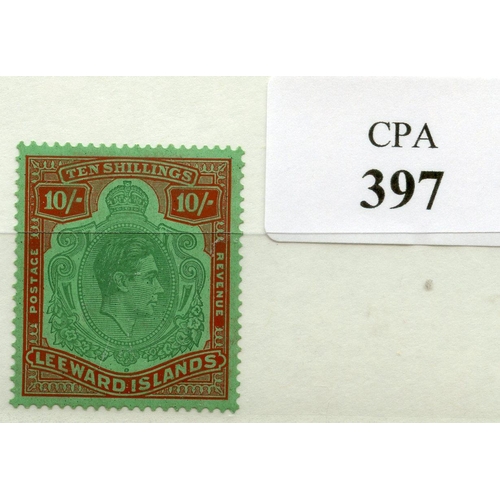 TEN SHILLINGS
10/- 10/-
POSTAGE
REVENUE
LEEWARD.ISLANDS
CPA
397